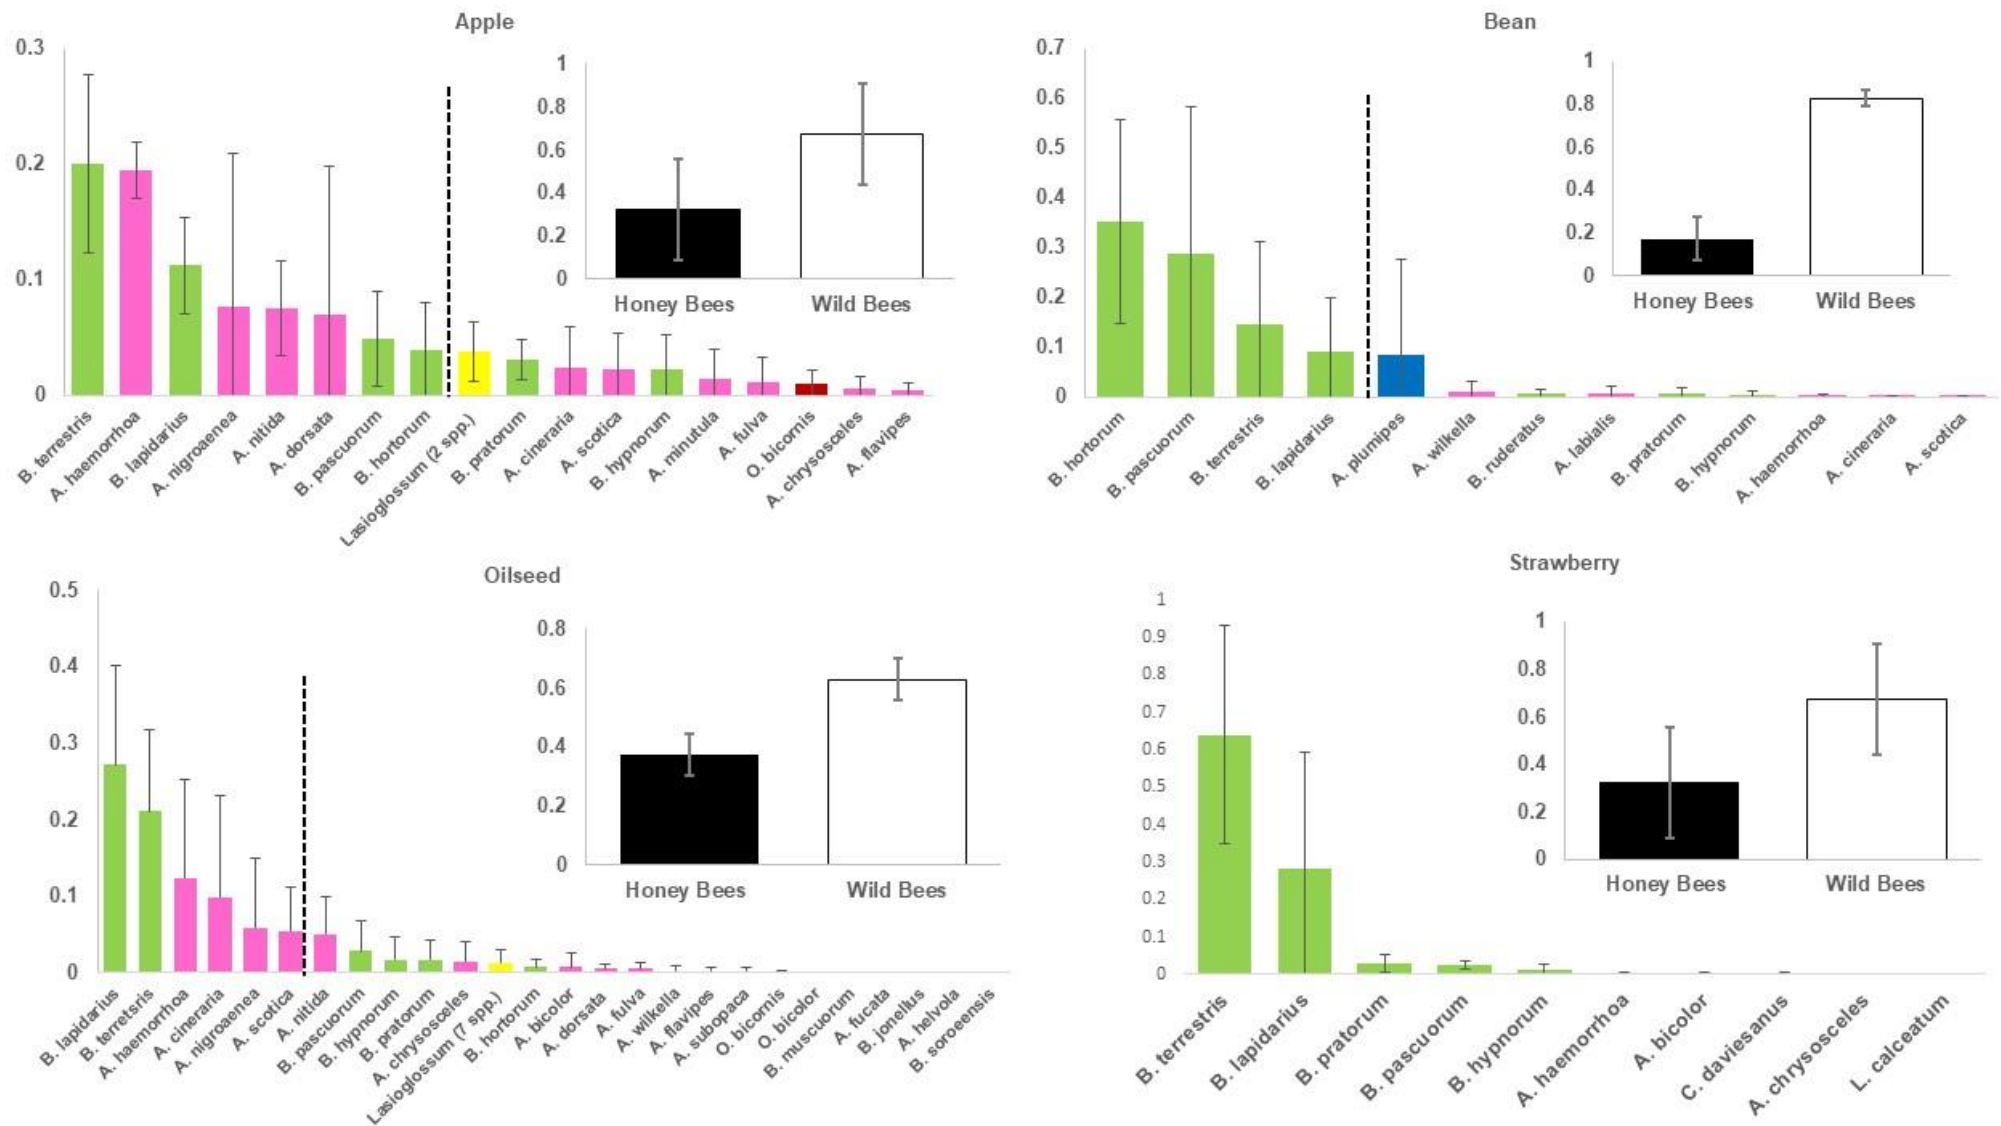 Apple
0.3
0.2
0.1
0
B. terrestris
A. haemorrhoa
B. lapidarius
A. nigroaenea
A. nitida
A. dorsata
B. pascuorum
B. hortorum
Lasioglossum (2 spp.)
B. pratorum
A. cineraria
A. scotica
B. hypnorum
A. minutula
A. fulva
O. bicornis
A. chrysosceles
A. flavipes
1
0.8
0.6
0.4
0.2
0
Honey Bees
Wild Bees
Bean
0.7
0.6
0.5
0.4
0.3
0.2
0.1
0
B. hortorum
B. pascuorum
B. terrestris
B. lapidarius
A. plumipes
A. wilkella
B. ruderatus
A. labialis
B. pratorum
B. hypnorum
A. haemorrhoa
A. cineraria
A. scotica
1
0.8
0.6
0.4
0.2
0
Honey Bees
Wild Bees
Oilseed
0.5
0.4
0.3
0.2
0.1
0
B. lapidarius
B. terretsris
A. haemorrhoa
A. cineraria
A. nigroaenea
A. scotica
A. nitida
B. pascuorum
B. hypnorum
B. pratorum
A. chrysosceles
Lasioglossum (7 spp.)
B. hortorum
A. bicolor
A. dorsata
A. fulva
A. wilkella
A. flavipes
A. subopaca
O. bicornis
O. bicolor
B. muscuorum
A. fucata
B. jonellus
A. helvola
B. soroeensis
0.8
0.6
0.4
0.2
0
Honey Bees
Wild Bees
Strawberry
1
0.9
0.8
0.7
0.6
0.5
0.4
0.3
0.2
0.1
0
B. terrestris
B. lapidarius
B. pratorum
B. pascuorum
B. hypnorum
A. haemorrhoa
A. bicolor
C. daviesanus
A. chrysosceles
L. calceatum
1
0.8
0.6
0.4
0.2
0
Honey Bees
Wild Bees